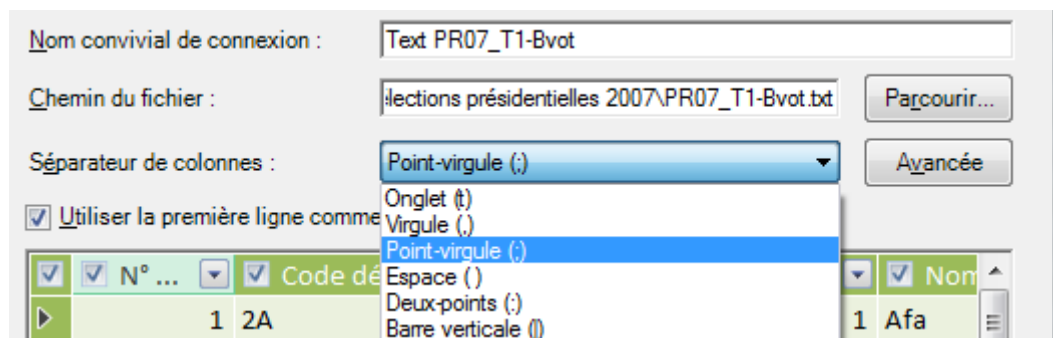 Nom convivial de connexion : Text PR07_T1-Bvot
Chemin du fichier : élections présidentielles 2007\PR07_T1-Bvot.txt Parcourir...
Séparateur de colonnes : Point-virgule (;) Avancée
Onglet (t)
Utiliser la première ligne comme Virgule (,)
Point-virgule (;)
N° ... Code dé Nom
Espace ( )
Deux-points (:)
1 2A 1 Afa
Barre verticale (|)